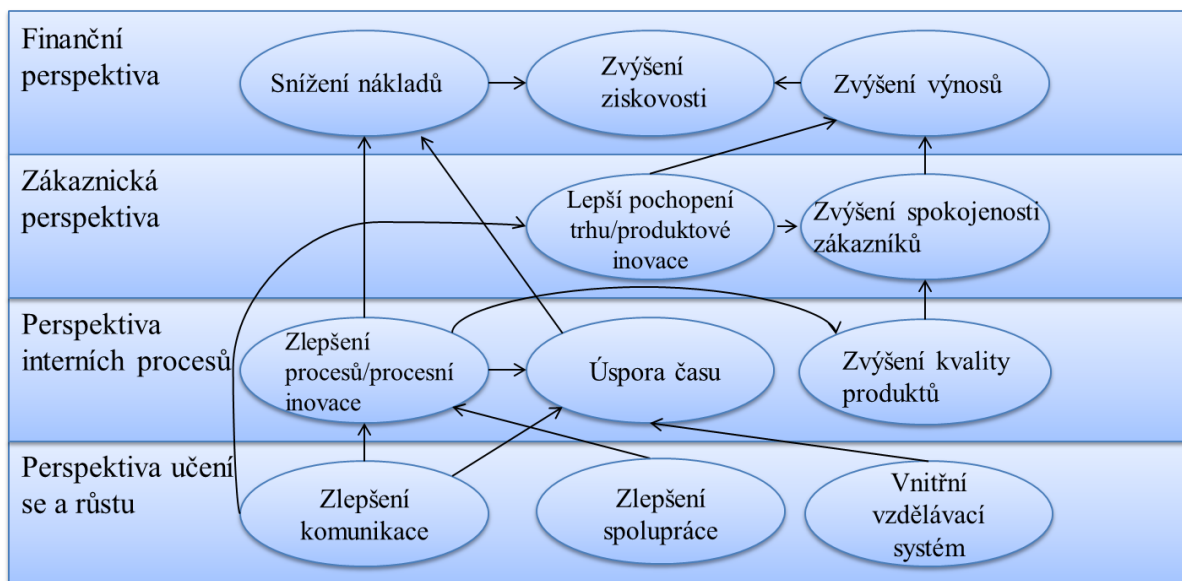 Finanční
perspektiva
Snížení nákladů
Zvýšení
ziskovosti
Zvýšení výnosů
Zákaznická
perspektiva
Lepší pochopení
trhu/produktové
inovace
Zvýšení spokojenosti
zákazníků
Perspektiva
interních procesů
Zlepšení
procesů/procesní
inovace
Úspora času
Zvýšení kvality
produktů
Perspektiva učení
se a růstu
Zlepšení
komunikace
Zlepšení
spolupráce
Vnitřní
vzdělávací
systém